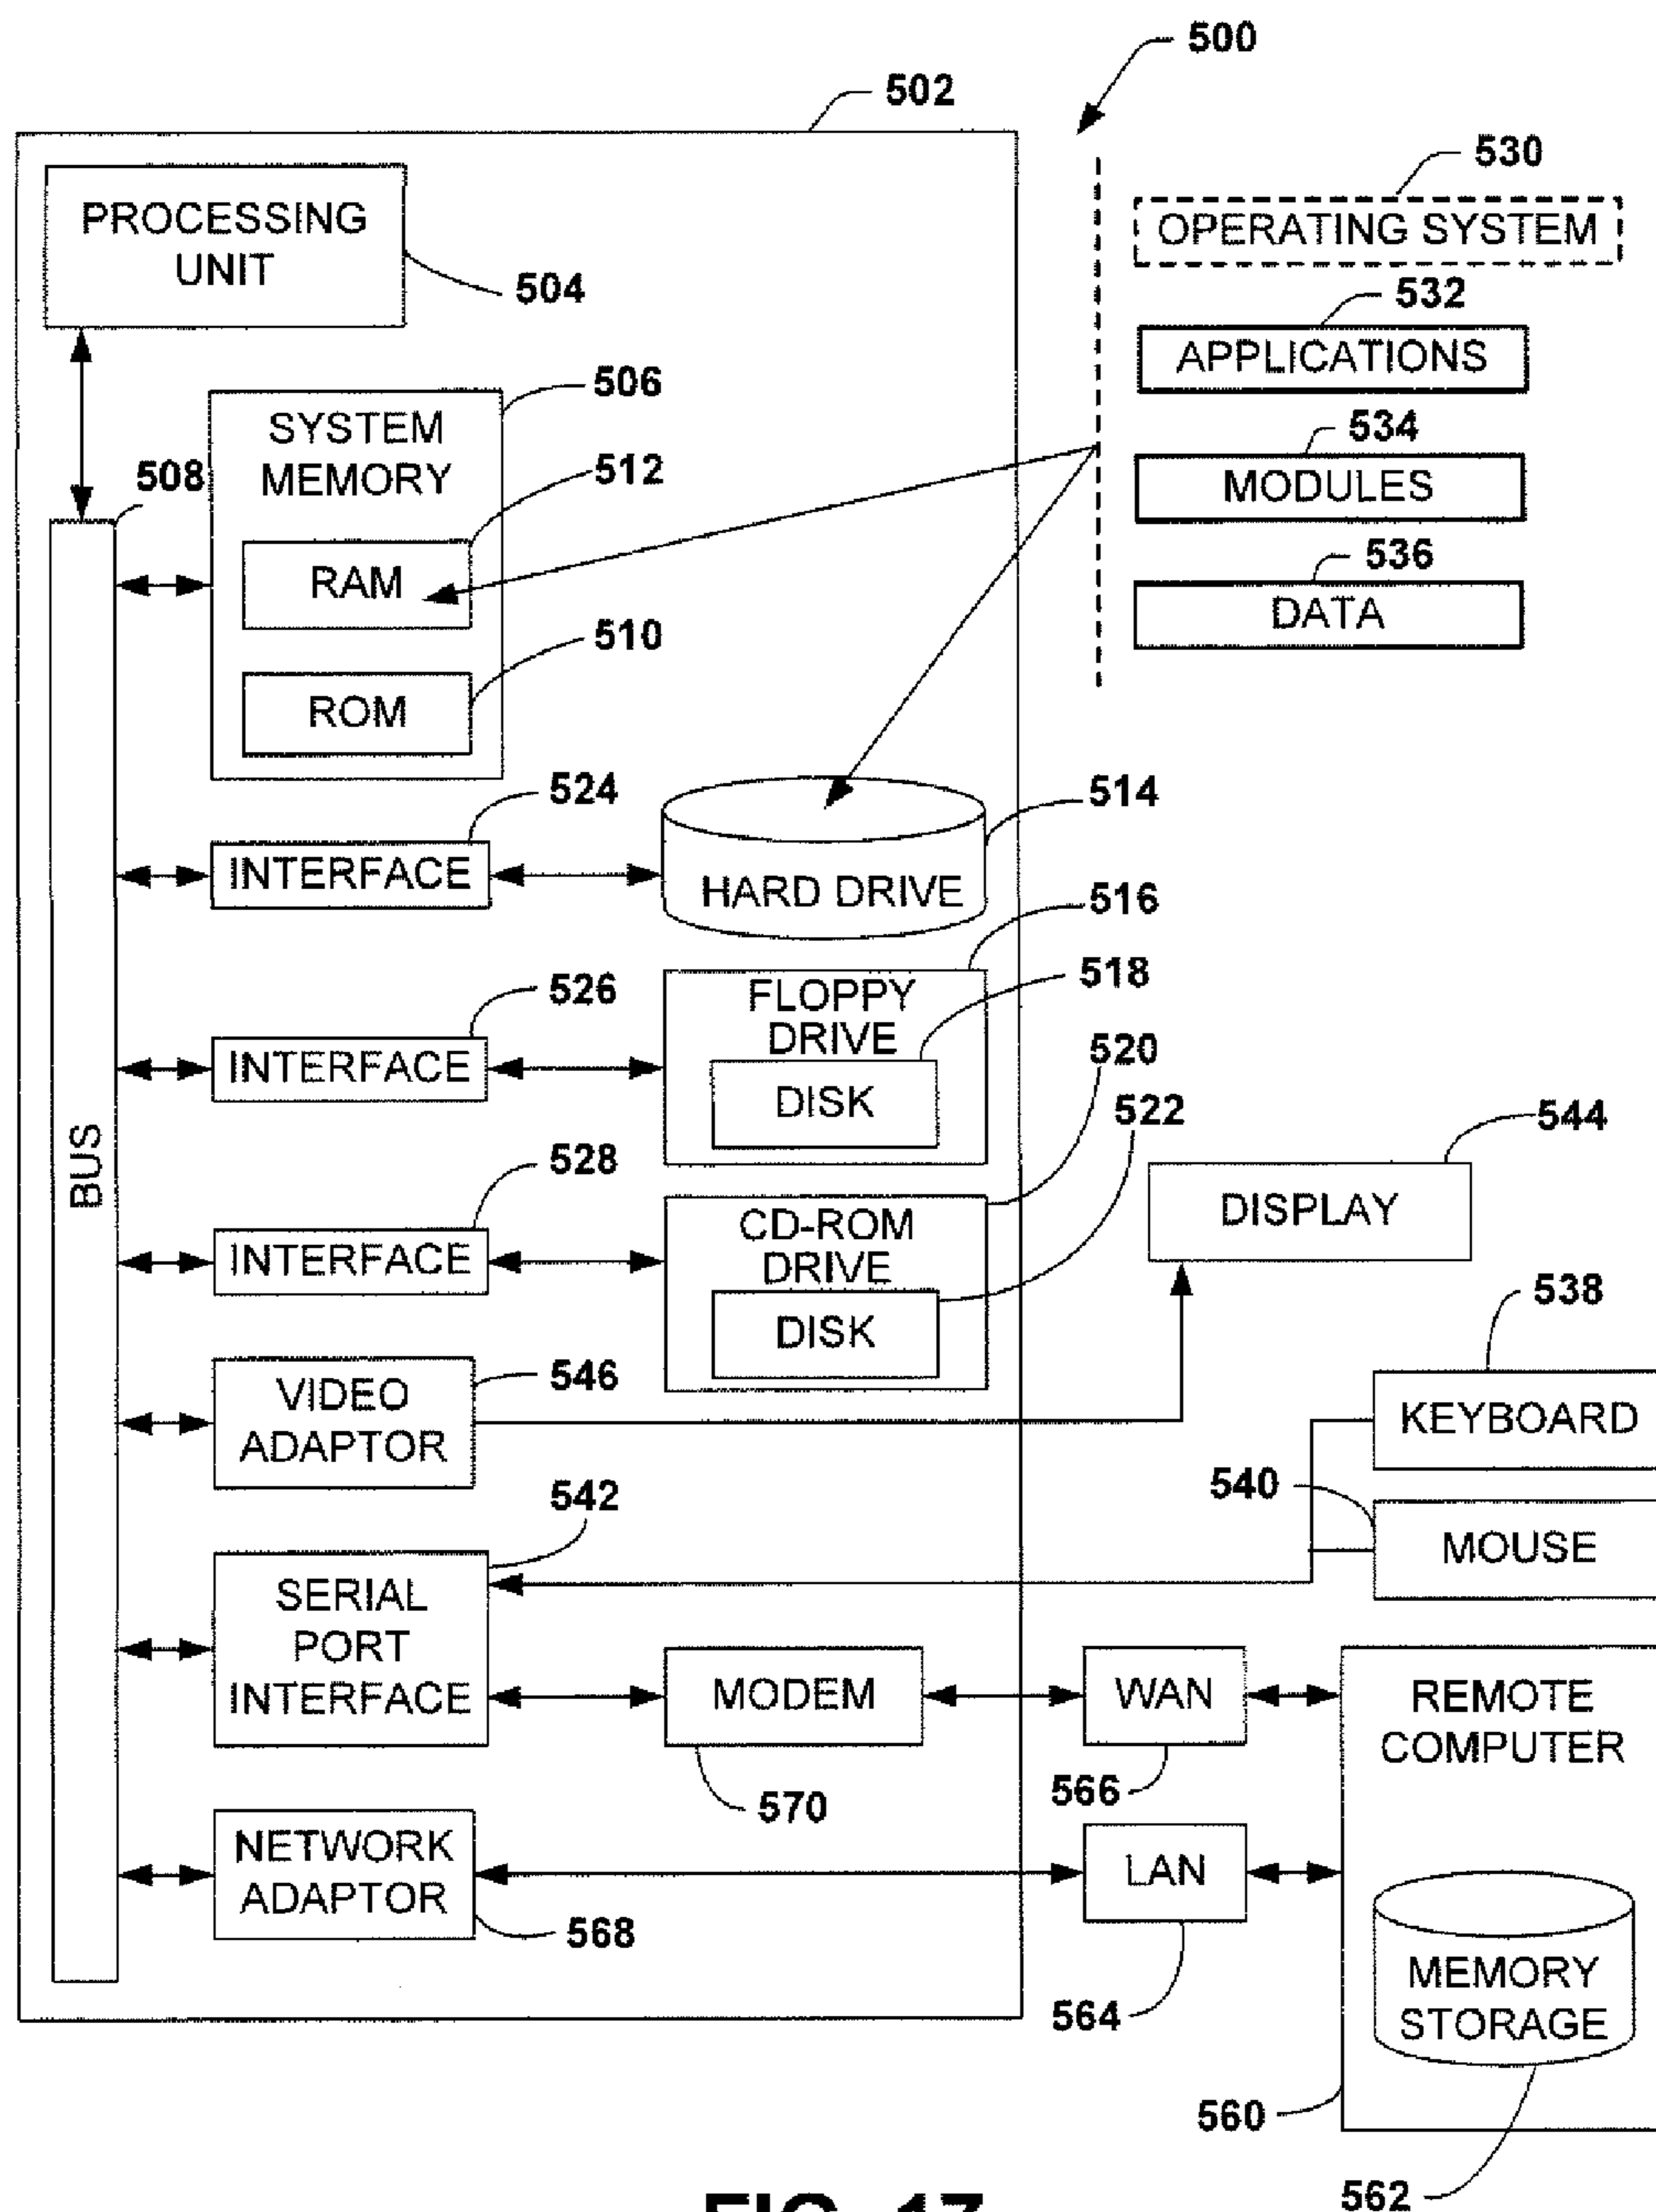 500
502
530
PROCESSING
UNIT
OPERATING SYSTEM
504
532
APPLICATIONS
506
SYSTEM
MEMORY
534
508
512
MODULES
536
RAM
DATA
510
ROM
524
514
INTERFACE
HARD DRIVE
516
518
526
FLOPPY
DRIVE
INTERFACE
520
DISK
522
544
BUS
528
DISPLAY
CD-ROM
DRIVE
INTERFACE
538
DISK
546
VIDEO
ADAPTOR
KEYBOARD
542
540
MOUSE
SERIAL
PORT
INTERFACE
MODEM
WAN
REMOTE
COMPUTER
570
566
NETWORK
ADAPTOR
LAN
568
MEMORY
STORAGE
564
560
562
FIG. 17